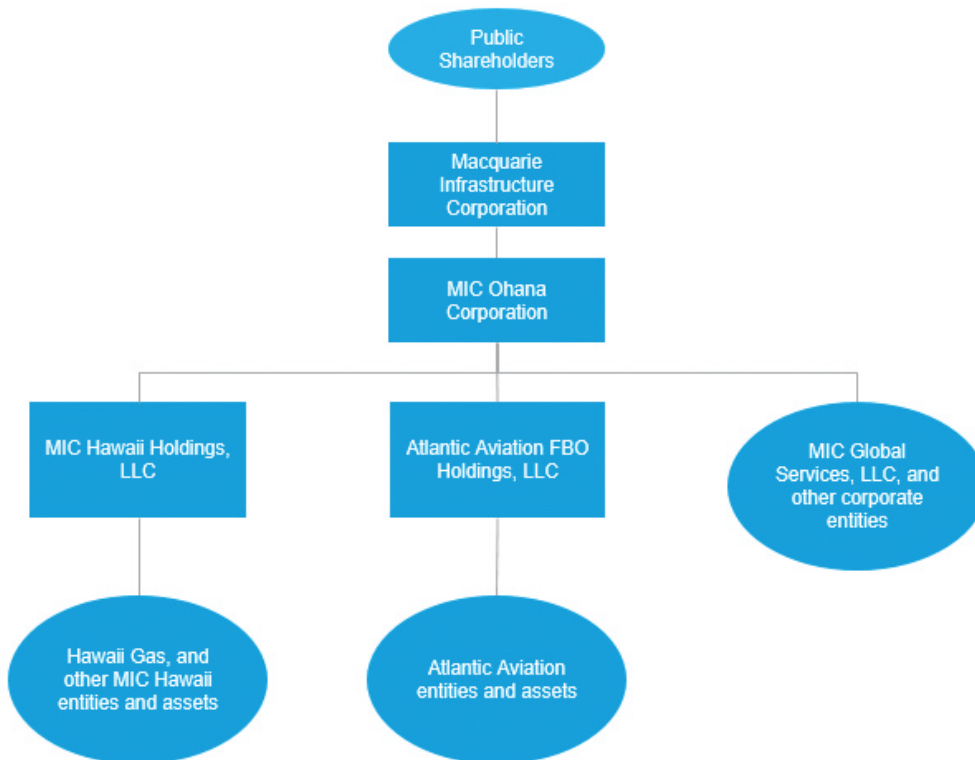 Public
Shareholders
Macquarie
Infrastructure
Corporation
MIC Ohana
Corporation
MIC Hawaii Holdings,
LLC
Atlantic Aviation FBO
Holdings, LLC
MIC Global
Services, LLC, and
other corporate
entities
Hawaii Gas, and
other MIC Hawaii
entities and assets
Atlantic Aviation
entities and assets